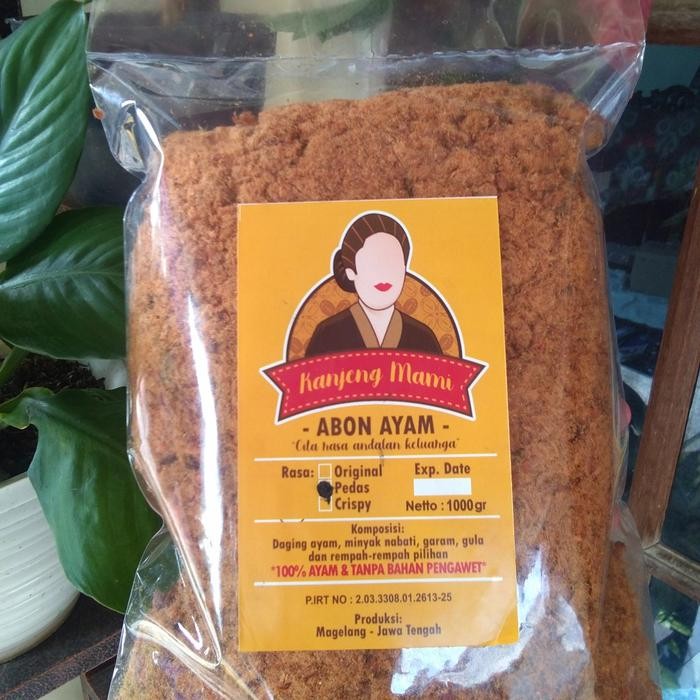 Kanjeng Mami
- ABON AYAM -
"Cita rasa andalan keluarga"
Rasa: Original
Pedas
Crispy
Exp. Date
Netto : 1000gr
Komposisi:
Daging ayam, minyak nabati, garam, gula
dan rempah-rempah pilihan
*100% AYAM & TANPA BAHAN PENGAWET*
P.IRT NO : 2.03.3308.01.2613-25
Produksi:
Magelang - Jawa Tengah